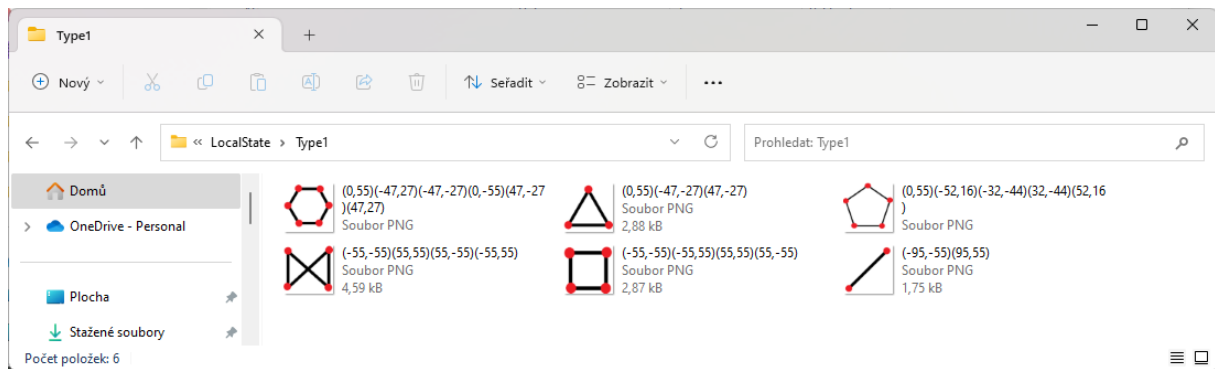 Type1
Nový
Seřadit
Zobrazit
« LocalState > Type1
Prohledat: Type1
Domů
OneDrive - Personal
Plocha
Stažené soubory
(0,55)(-47,27)(-47,-27)(0,-55)(47,-27
)(47,27)
Soubor PNG
(0,55)(-47,-27)(47,-27)
Soubor PNG
2,88 kB
(0,55)(-52,16)(-32,-44)(32,-44)(52,16
)
Soubor PNG
(-55,-55)(55,55)(55,-55)(-55,55)
Soubor PNG
4,59 kB
(-55,-55)(-55,55)(55,55)(55,-55)
Soubor PNG
2,87 kB
(-95,-55)(95,55)
Soubor PNG
1,75 kB
Počet položek: 6